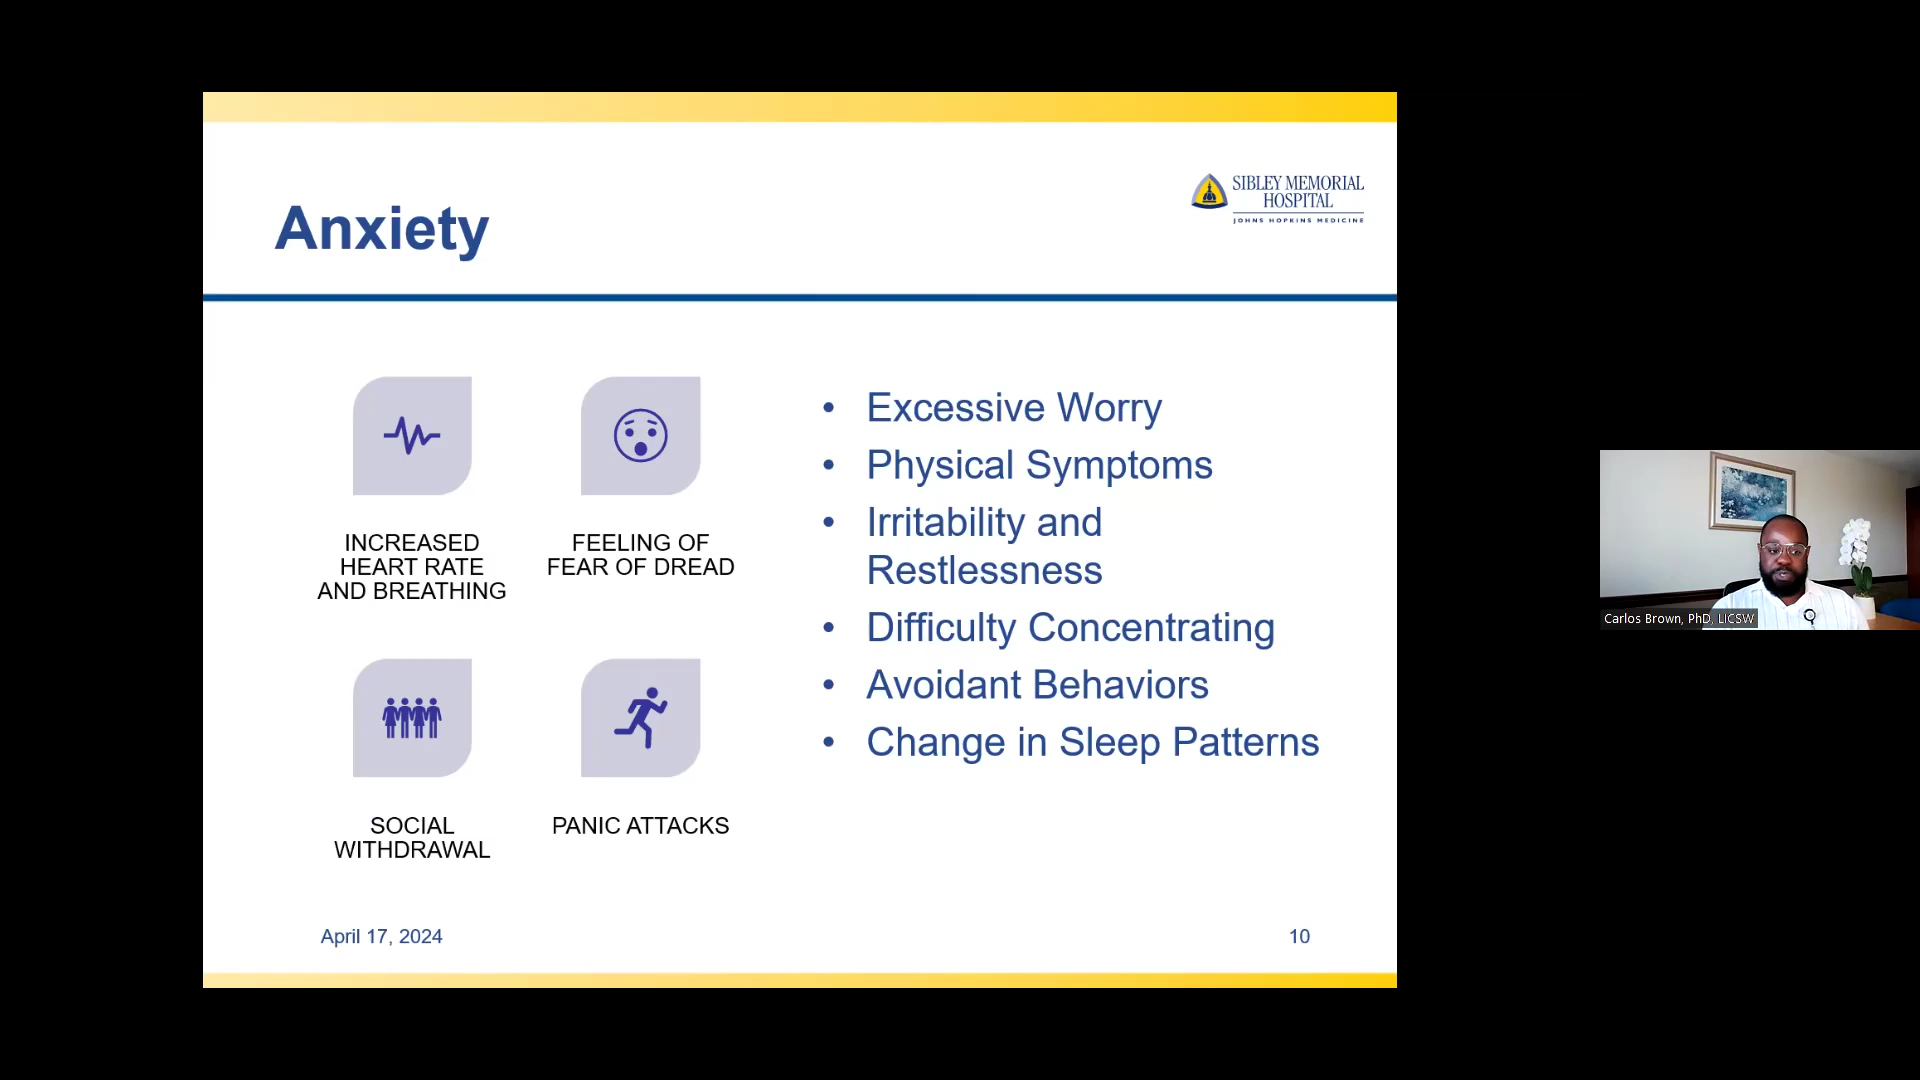 SIBLEY MEMORIAL
HOSPITAL
JOHNS HOPKINS MEDICINE
Anxiety
INCREASED
HEART RATE
AND BREATHING
FEELING OF
FEAR OF DREAD
SOCIAL
WITHDRAWAL
PANIC ATTACKS
• Excessive Worry
• Physical Symptoms
• Irritability and
Restlessness
• Difficulty Concentrating
• Avoidant Behaviors
• Change in Sleep Patterns
April 17, 2024
10
Carlos Brown, PhD, LICSW